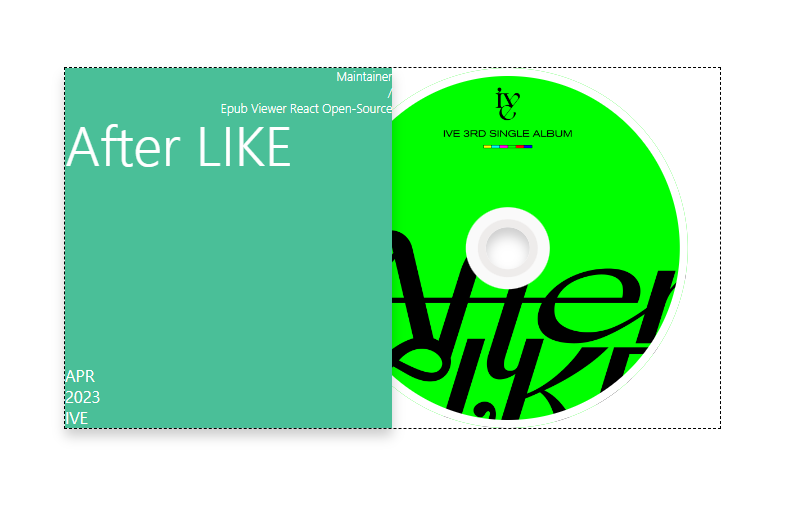 Maintainer
/
Epub Viewer React Open-Source
After LIKE
APR
2023
IVE
ive
IVE 3RD SINGLE ALBUM
After
Like